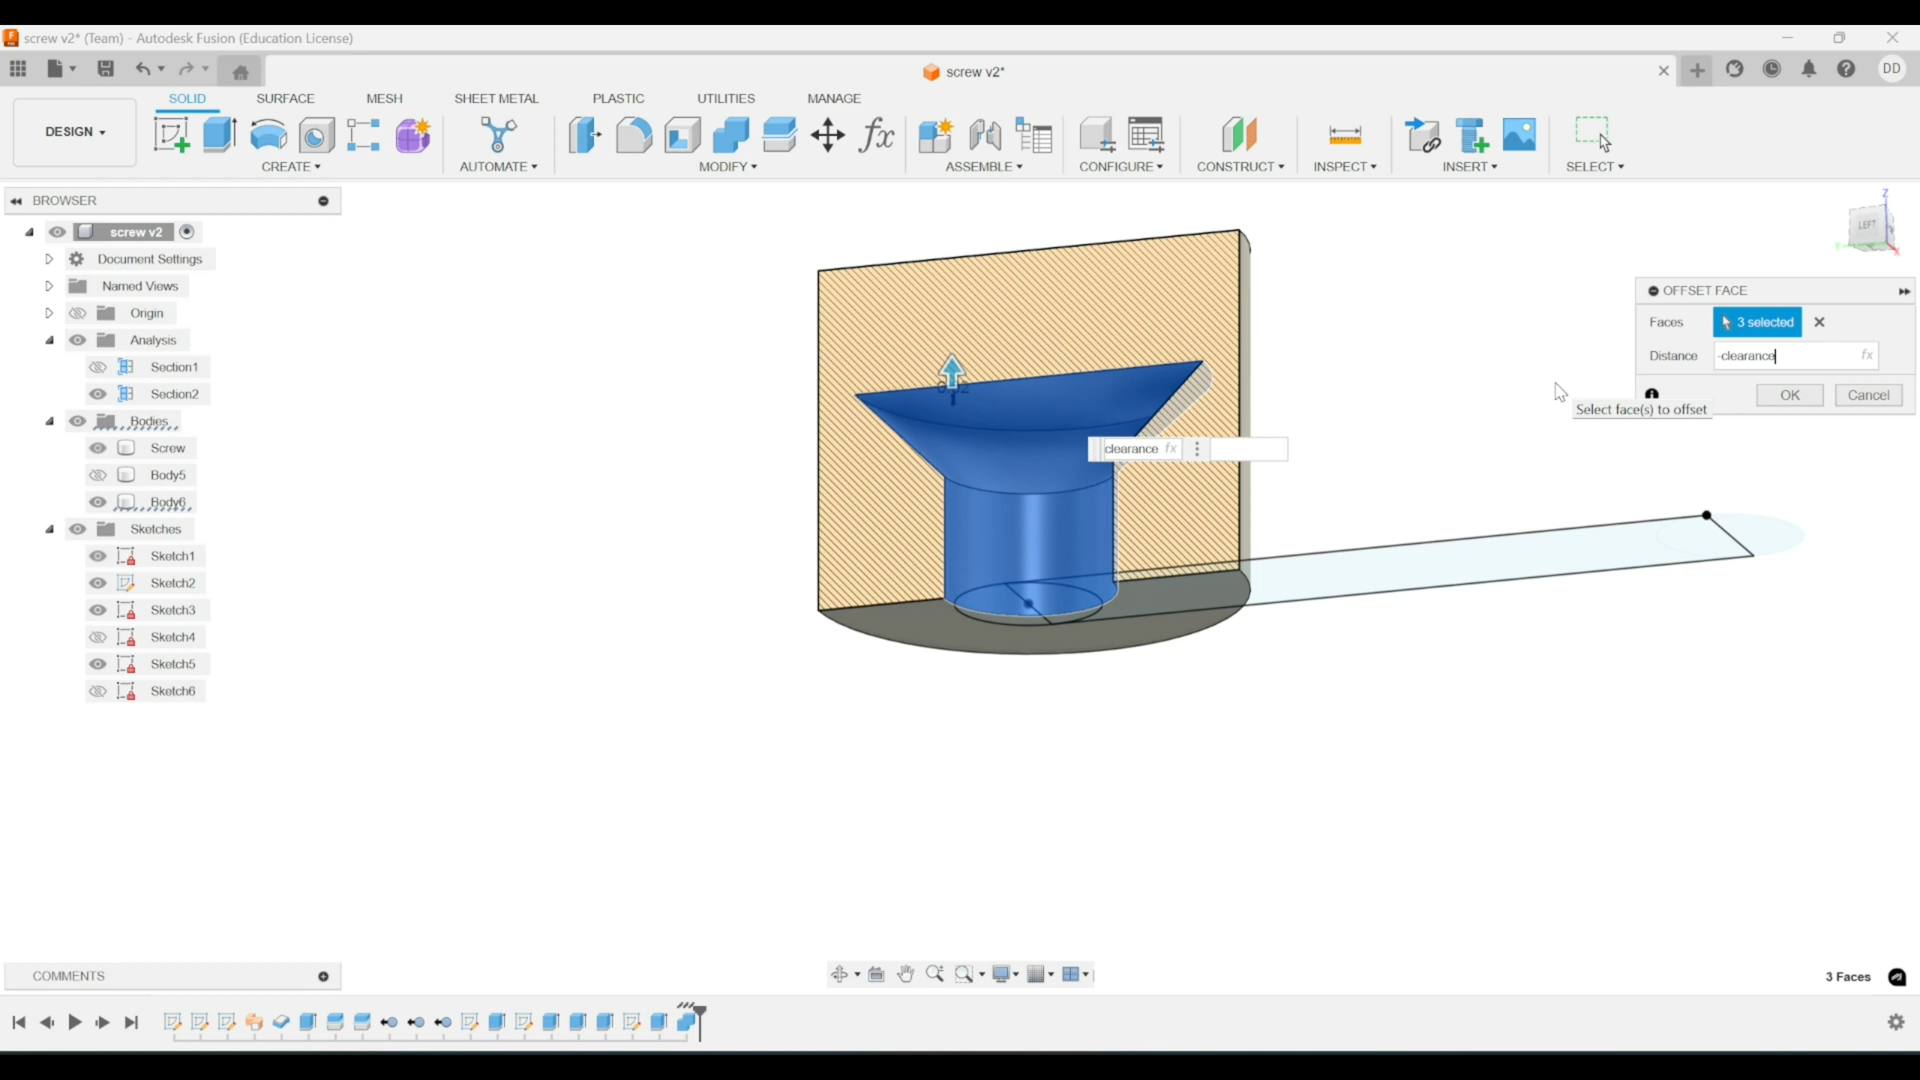 screw v2* (Team) - Autodesk Fusion (Education License)
screw v2*
DD
DESIGN
SOLID
SURFACE
MESH
SHEET METAL
PLASTIC
UTILITIES
MANAGE
CREATE
AUTOMATE
MODIFY
ASSEMBLE
CONFIGURE
CONSTRUCT
INSPECT
INSERT
SELECT
BROWSER
screw v2
Document Settings
Named Views
Origin
Analysis
Section1
Section2
Bodies
Screw
Body5
Body6
Sketches
Sketch1
Sketch2
Sketch3
Sketch4
Sketch5
Sketch6
Z
LEFT
Y
X
OFFSET FACE
Faces
3 selected
Distance
-clearance
fx
OK
Cancel
Select face(s) to offset
clearance fx
COMMENTS
3 Faces